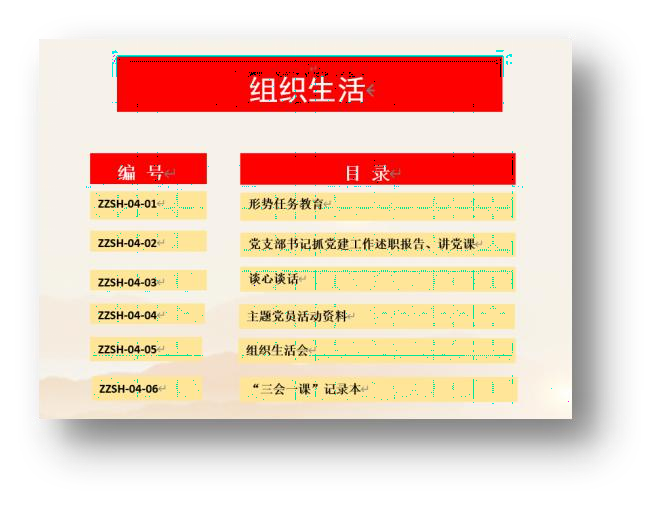 组织生活
编 号 目 录
ZZSH-04-01 形势任务教育
ZZSH-04-02 党支部书记抓党建工作述职报告、讲党课
ZZSH-04-03 谈心谈话
ZZSH-04-04 主题党员活动资料
ZZSH-04-05 组织生活会
ZZSH-04-06 “三会一课”记录本